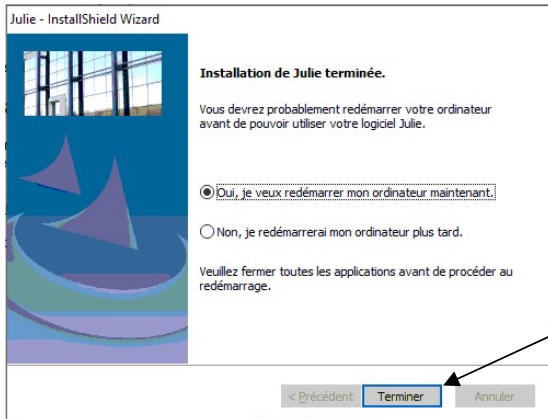 Julie - InstallShield Wizard
Installation de Julie terminée.
Vous devrez probablement redémarrer votre ordinateur
avant de pouvoir utiliser votre logiciel Julie.
Oui, je veux redémarrer mon ordinateur maintenant.
Non, je redémarrerai mon ordinateur plus tard.
Veuillez fermer toutes les applications avant de procéder au
redémarrage.
< Précédent Terminer Annuler